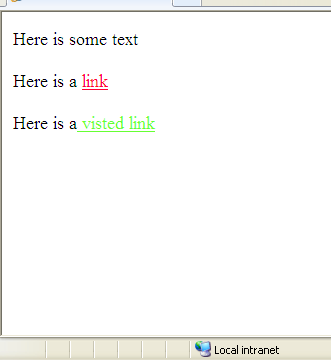 Here is some text
Here is a link
Here is a visted link
Local intranet